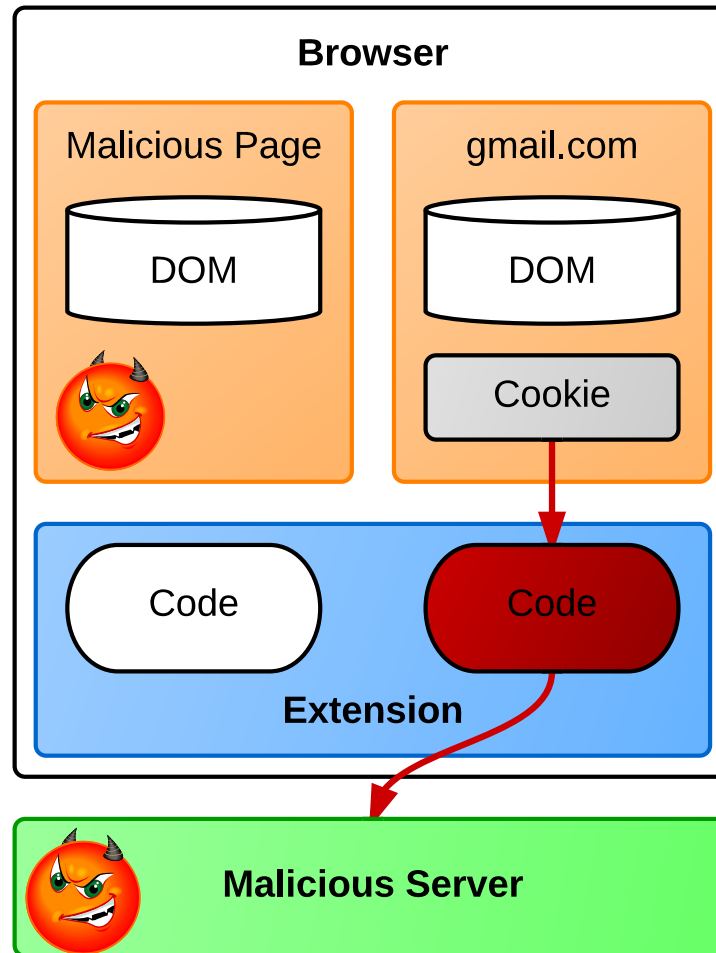 Browser
Malicious Page
gmail.com
DOM
DOM
Cookie
Code
Code
Extension
Malicious Server